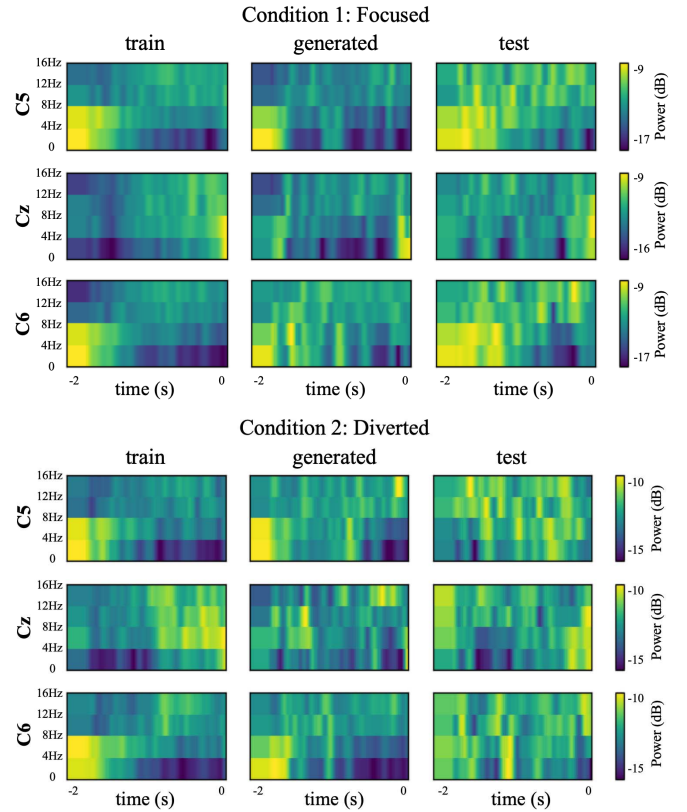 Condition 1: Focused
train generated test
C5 16Hz 12Hz 8Hz 4Hz 0 -9 -17 Power (dB)
Cz 16Hz 12Hz 8Hz 4Hz 0 -9 -16 Power (dB)
C6 16Hz 12Hz 8Hz 4Hz 0 -9 -17 Power (dB)
-2 0 -2 0 -2 0
time (s) time (s) time (s)
Condition 2: Diverted
train generated test
C5 16Hz 12Hz 8Hz 4Hz 0 -10 -15 Power (dB)
Cz 16Hz 12Hz 8Hz 4Hz 0 -10 -15 Power (dB)
C6 16Hz 12Hz 8Hz 4Hz 0 -10 -15 Power (dB)
-2 0 -2 0 -2 0
time (s) time (s) time (s)